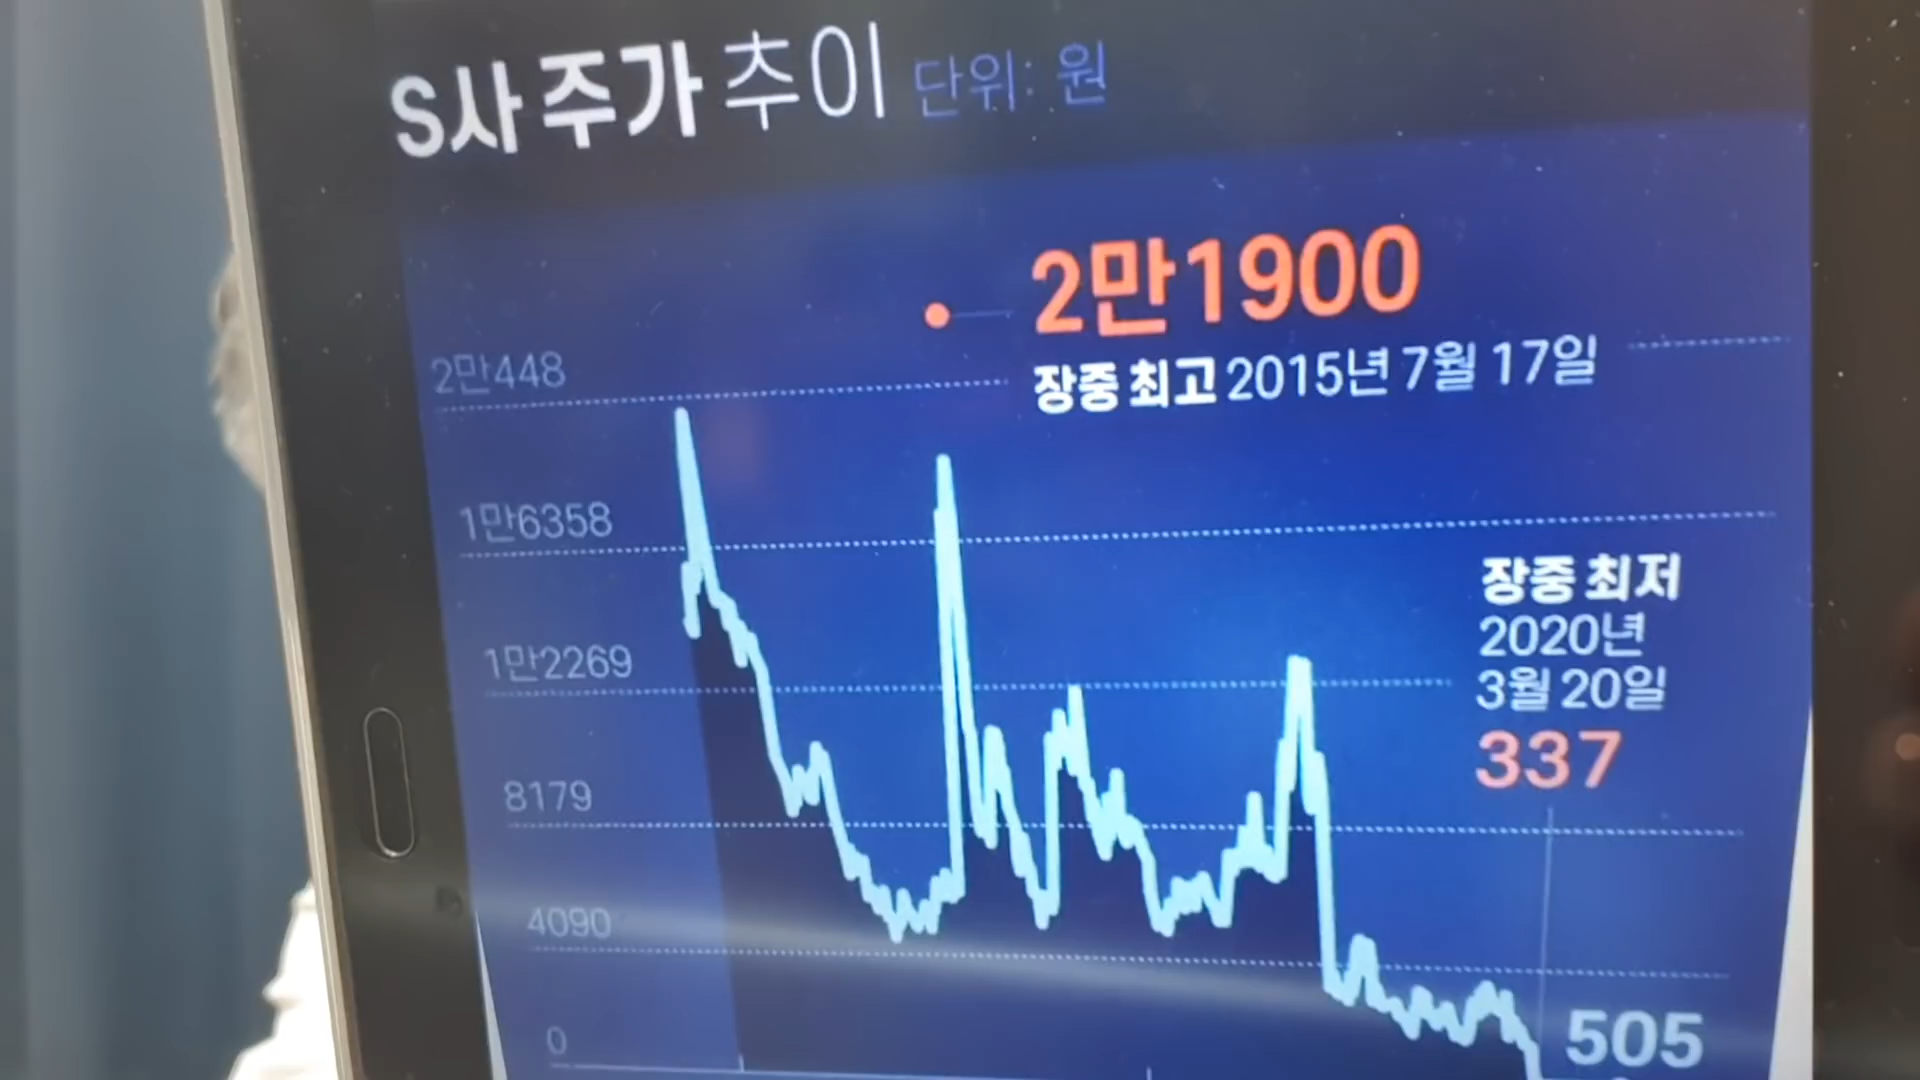 S사 주가 추이 단위: 원
2만1900
장중 최고 2015년 7월 17일
2만448
1만6358
1만2269
8179
4090
0
장중 최저
2020년
3월 20일
337
505